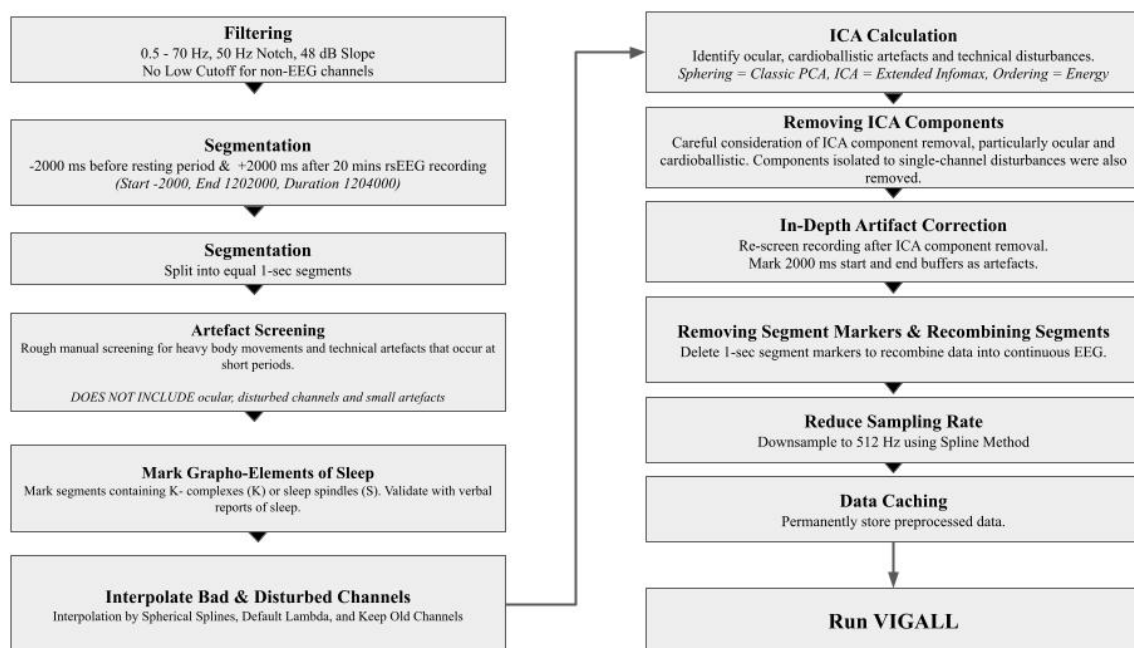 Filtering
0.5 - 70 Hz, 50 Hz Notch, 48 dB Slope
No Low Cutoff for non-EEG channels
Segmentation
-2000 ms before resting period & +2000 ms after 20 mins rsEEG recording
(Start -2000, End 1202000, Duration 1204000)
Segmentation
Split into equal 1-sec segments
Artefact Screening
Rough manual screening for heavy body movements and technical artefacts that occur at
short periods.
DOES NOT INCLUDE ocular, disturbed channels and small artefacts
Mark Grapho-Elements of Sleep
Mark segments containing K- complexes (K) or sleep spindles (S). Validate with verbal
reports of sleep.
Interpolate Bad & Disturbed Channels
Interpolation by Spherical Splines, Default Lambda, and Keep Old Channels
ICA Calculation
Identify ocular, cardioballistic artefacts and technical disturbances.
Sphering = Classic PCA, ICA = Extended Infomax, Ordering = Energy
Removing ICA Components
Careful consideration of ICA component removal, particularly ocular and
cardioballistic. Components isolated to single-channel disturbances were also
removed.
In-Depth Artifact Correction
Re-screen recording after ICA component removal.
Mark 2000 ms start and end buffers as artefacts.
Removing Segment Markers & Recombining Segments
Delete 1-sec segment markers to recombine data into continuous EEG.
Reduce Sampling Rate
Downsample to 512 Hz using Spline Method
Data Caching
Permanently store preprocessed data.
Run VIGALL